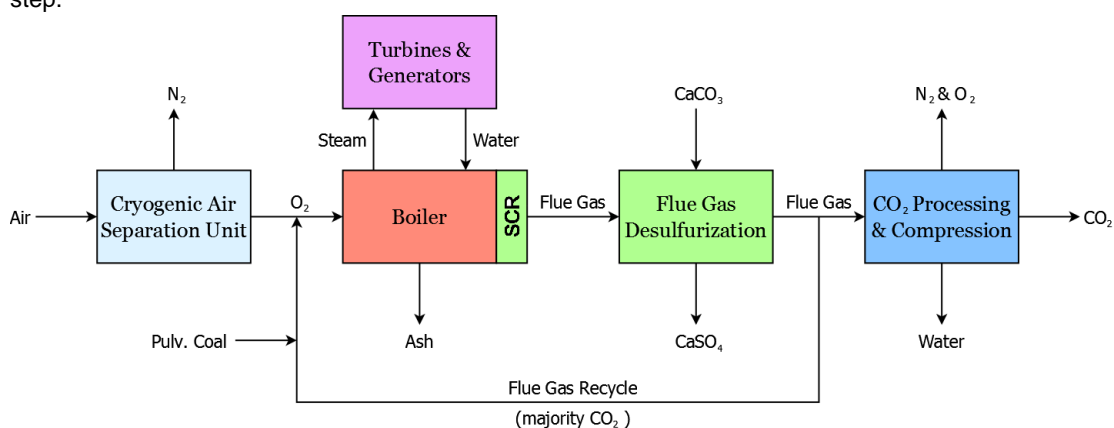 step.
Turbines &
Generators
N₂
CaCO₃
N₂ & O₂
Steam
Water
Air
Cryogenic Air
Separation Unit
O₂
Boiler
SCR
Flue Gas
Flue Gas
Desulfurization
Flue Gas
CO₂ Processing
& Compression
CO₂
Pulv. Coal
Ash
CaSO₄
Water
Flue Gas Recycle
(majority CO₂ )